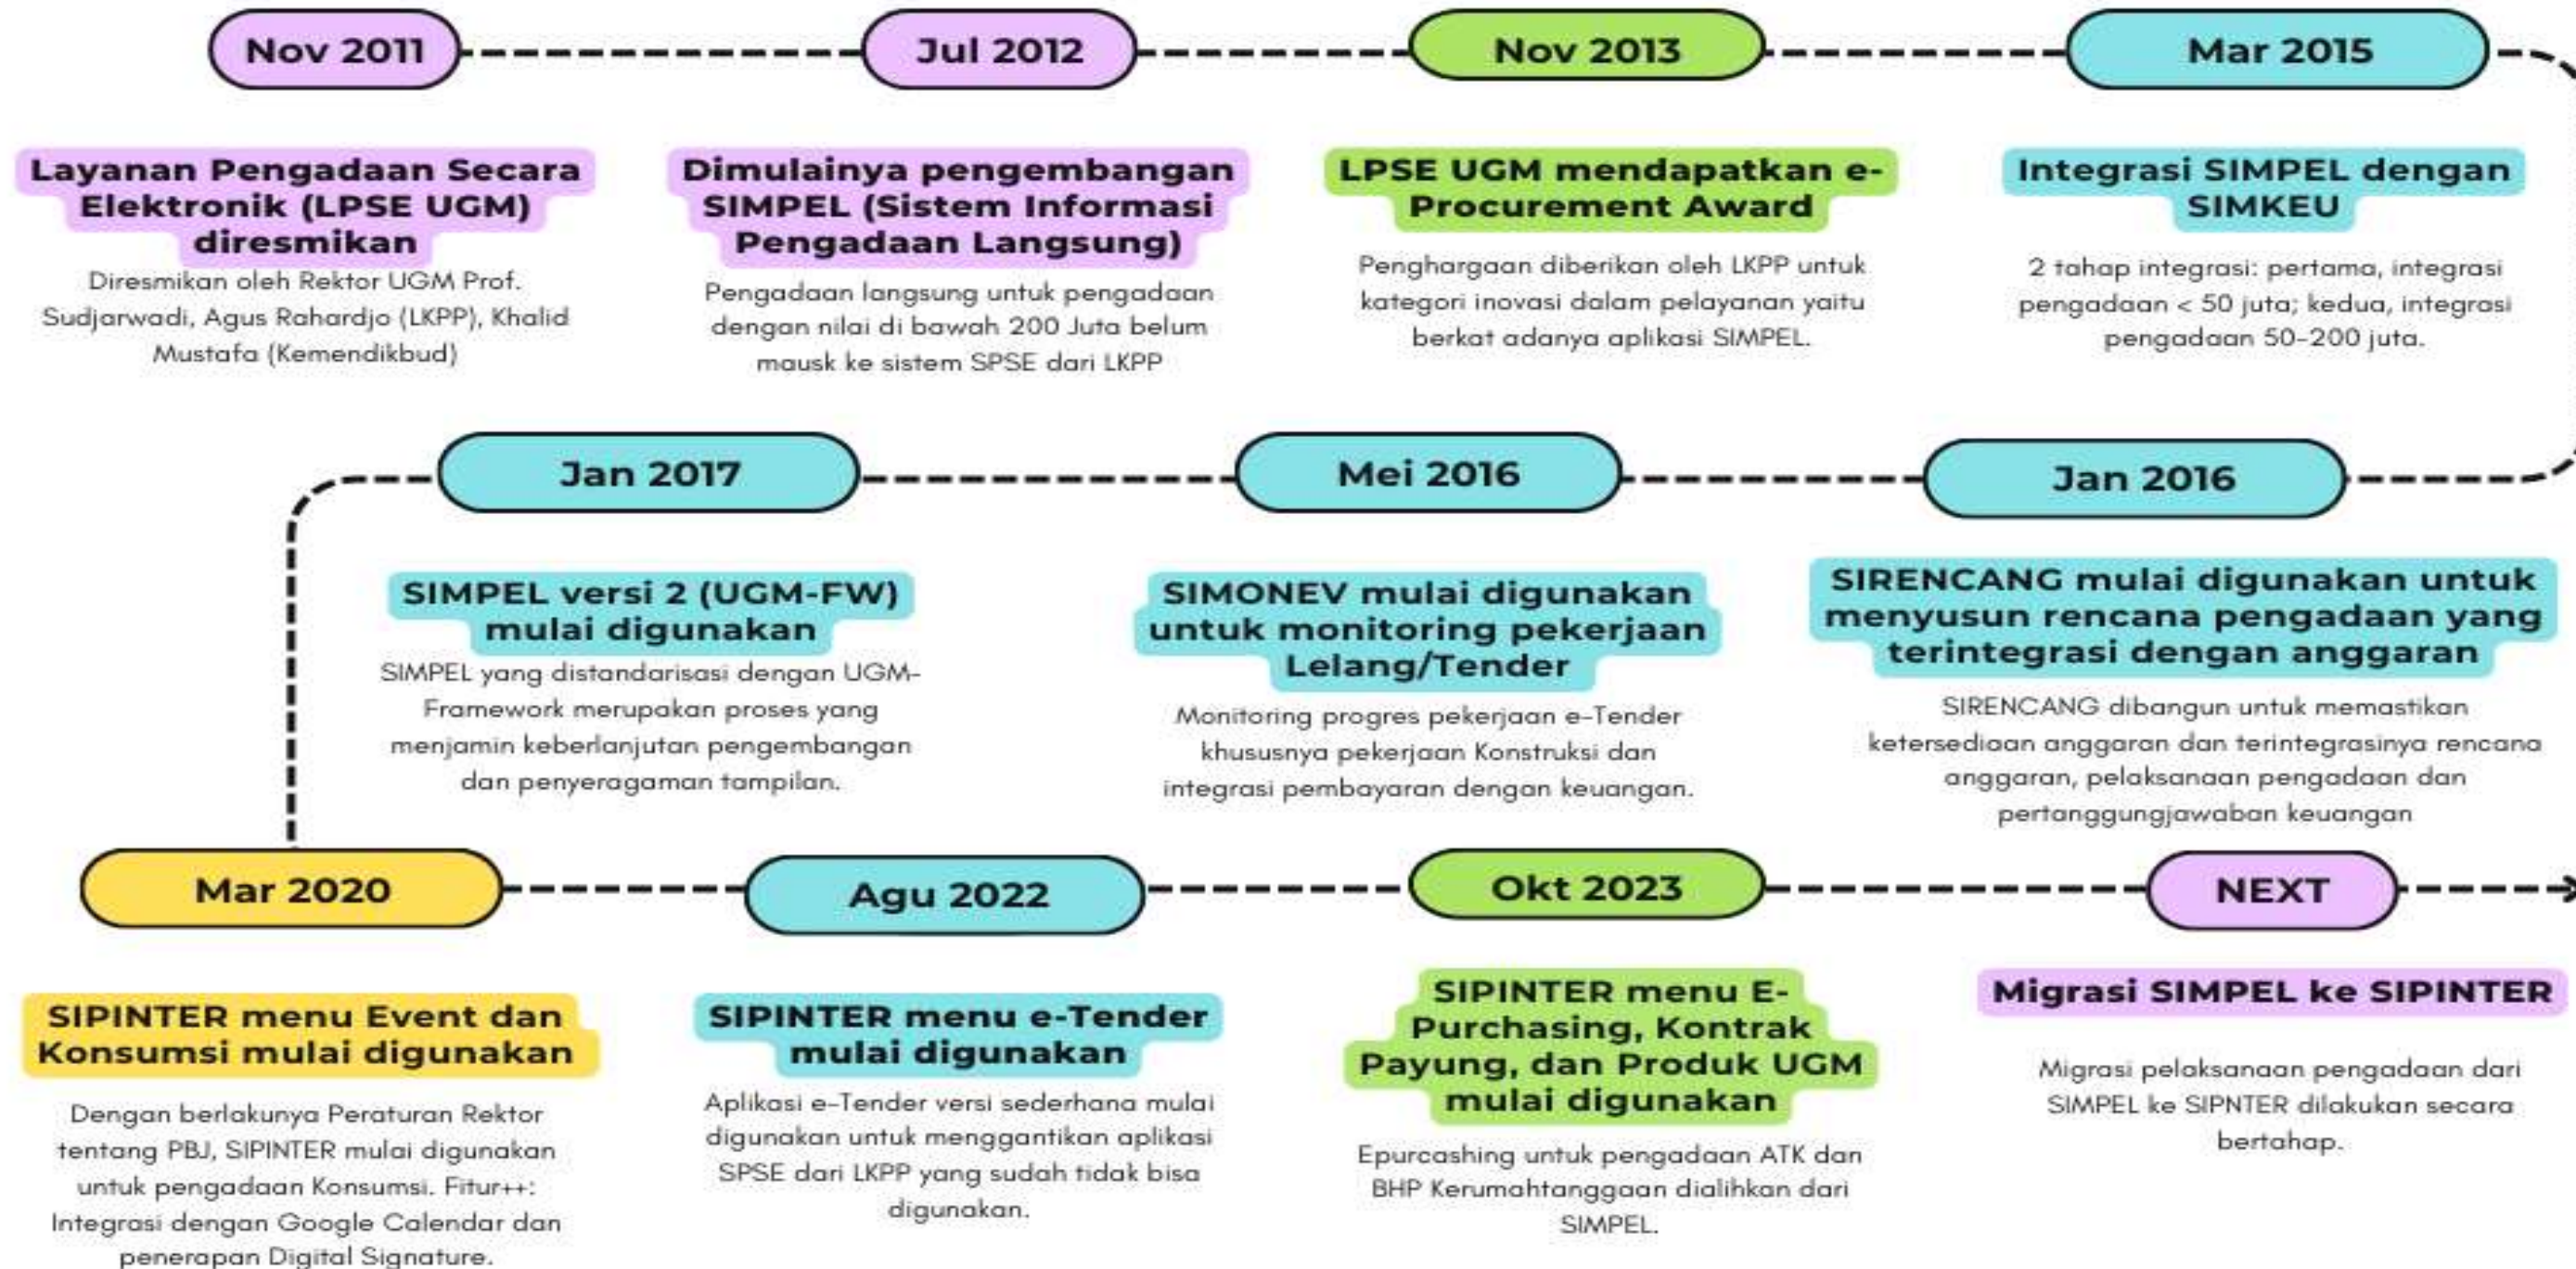 Nov 2011
Jul 2012
Nov 2013
Mar 2015
Layanan Pengadaan Secara
Elektronik (LPSE UGM)
diresmikan
Diresmikan oleh Rektor UGM Prof.
Sudjarwadi, Agus Rahardjo (LKPP), Khalid
Mustafa (Kemendikbud)
Dimulainya pengembangan
SIMPEL (Sistem Informasi
Pengadaan Langsung)
Pengadaan langsung untuk pengadaan
dengan nilai di bawah 200 Juta belum
mausk ke sistem SPSE dari LKPP
LPSE UGM mendapatkan e-
Procurement Award
Penghargaan diberikan oleh LKPP untuk
kategori inovasi dalam pelayanan yaitu
berkat adanya aplikasi SIMPEL.
Integrasi SIMPEL dengan
SIMKEU
2 tahap integrasi: pertama, integrasi
pengadaan < 50 juta; kedua, integrasi
pengadaan 50-200 juta.
Jan 2017
Mei 2016
Jan 2016
SIMPEL versi 2 (UGM-FW)
mulai digunakan
SIMPEL yang distandarisasi dengan UGM-
Framework merupakan proses yang
menjamin keberlanjutan pengembangan
dan penyeragaman tampilan.
SIMONEV mulai digunakan
untuk monitoring pekerjaan
Lelang/Tender
Monitoring progres pekerjaan e-Tender
khususnya pekerjaan Konstruksi dan
integrasi pembayaran dengan keuangan.
SIRENCANG mulai digunakan untuk
menyusun rencana pengadaan yang
terintegrasi dengan anggaran
SIRENCANG dibangun untuk memastikan
ketersediaan anggaran dan terintegrasinya rencana
anggaran, pelaksanaan pengadaan dan
pertanggungjawaban keuangan
Mar 2020
Agu 2022
Okt 2023
NEXT
SIPINTER menu Event dan
Konsumsi mulai digunakan
Dengan berlakunya Peraturan Rektor
tentang PBJ, SIPINTER mulai digunakan
untuk pengadaan Konsumsi. Fitur++:
Integrasi dengan Google Calendar dan
penerapan Digital Signature.
SIPINTER menu e-Tender
mulai digunakan
Aplikasi e-Tender versi sederhana mulai
digunakan untuk menggantikan aplikasi
SPSE dari LKPP yang sudah tidak bisa
digunakan.
SIPINTER menu E-
Purchasing, Kontrak
Payung, dan Produk UGM
mulai digunakan
Epurcashing untuk pengadaan ATK dan
BHP Kerumahtanggaan dialihkan dari
SIMPEL.
Migrasi SIMPEL ke SIPINTER
Migrasi pelaksanaan pengadaan dari
SIMPEL ke SIPNTER dilakukan secara
bertahap.